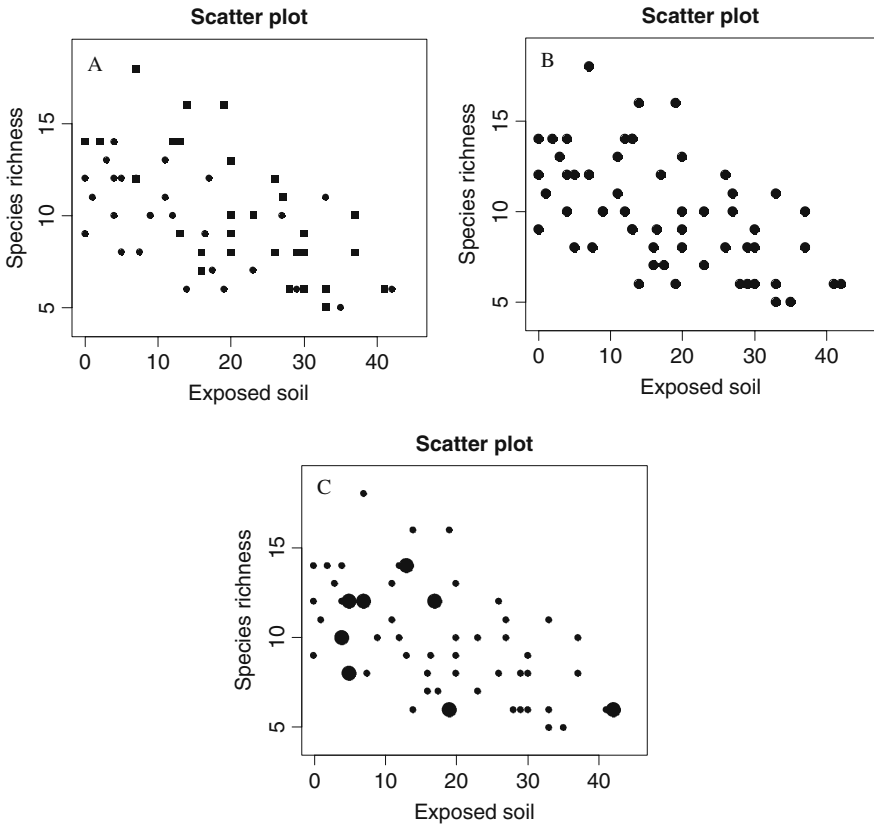 Scatter plot
A
Species richness
15
10
5
0 10 20 30 40
Exposed soil
Scatter plot
B
Species richness
15
10
5
0 10 20 30 40
Exposed soil
Scatter plot
C
Species richness
15
10
5
0 10 20 30 40
Exposed soil